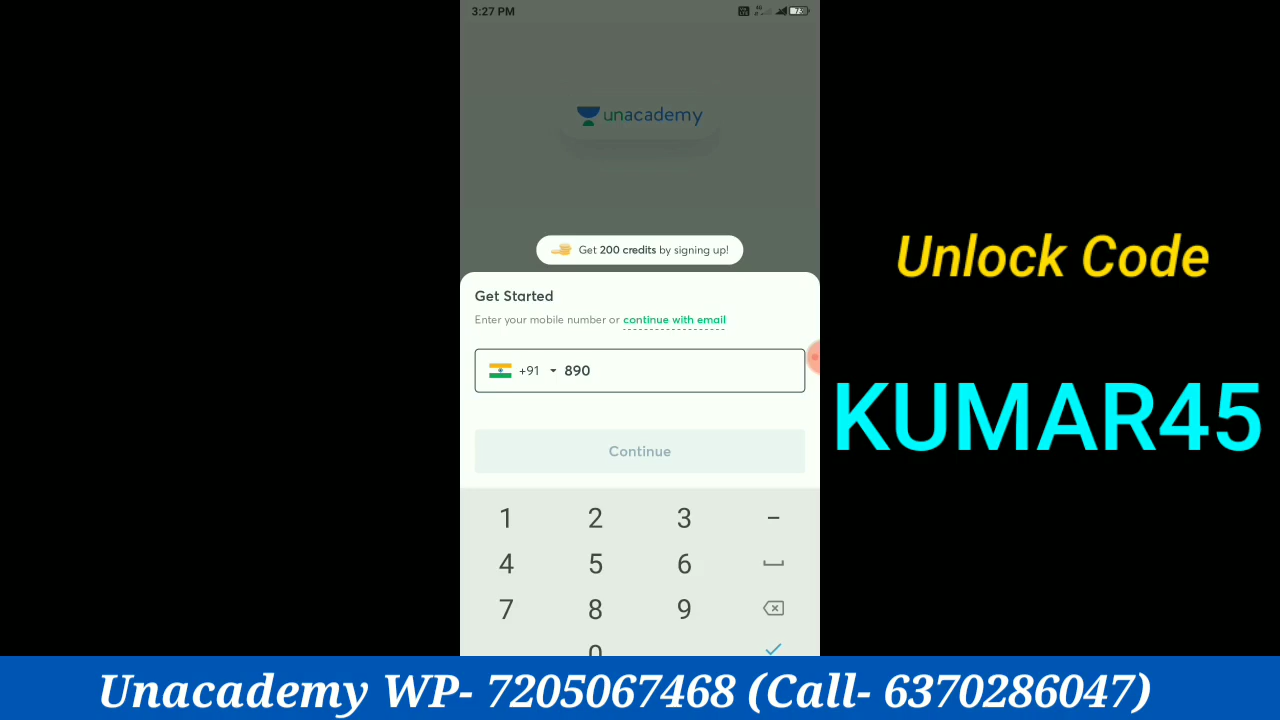 3:27 PM
unacademy
Get 200 credits by signing up!
Get Started
Enter your mobile number or continue with email
+91 890
Continue
1 2 3 -
4 5 6
7 8 9
0
Unlock Code
KUMAR45
Unacademy WP- 7205067468 (Call- 6370286047)